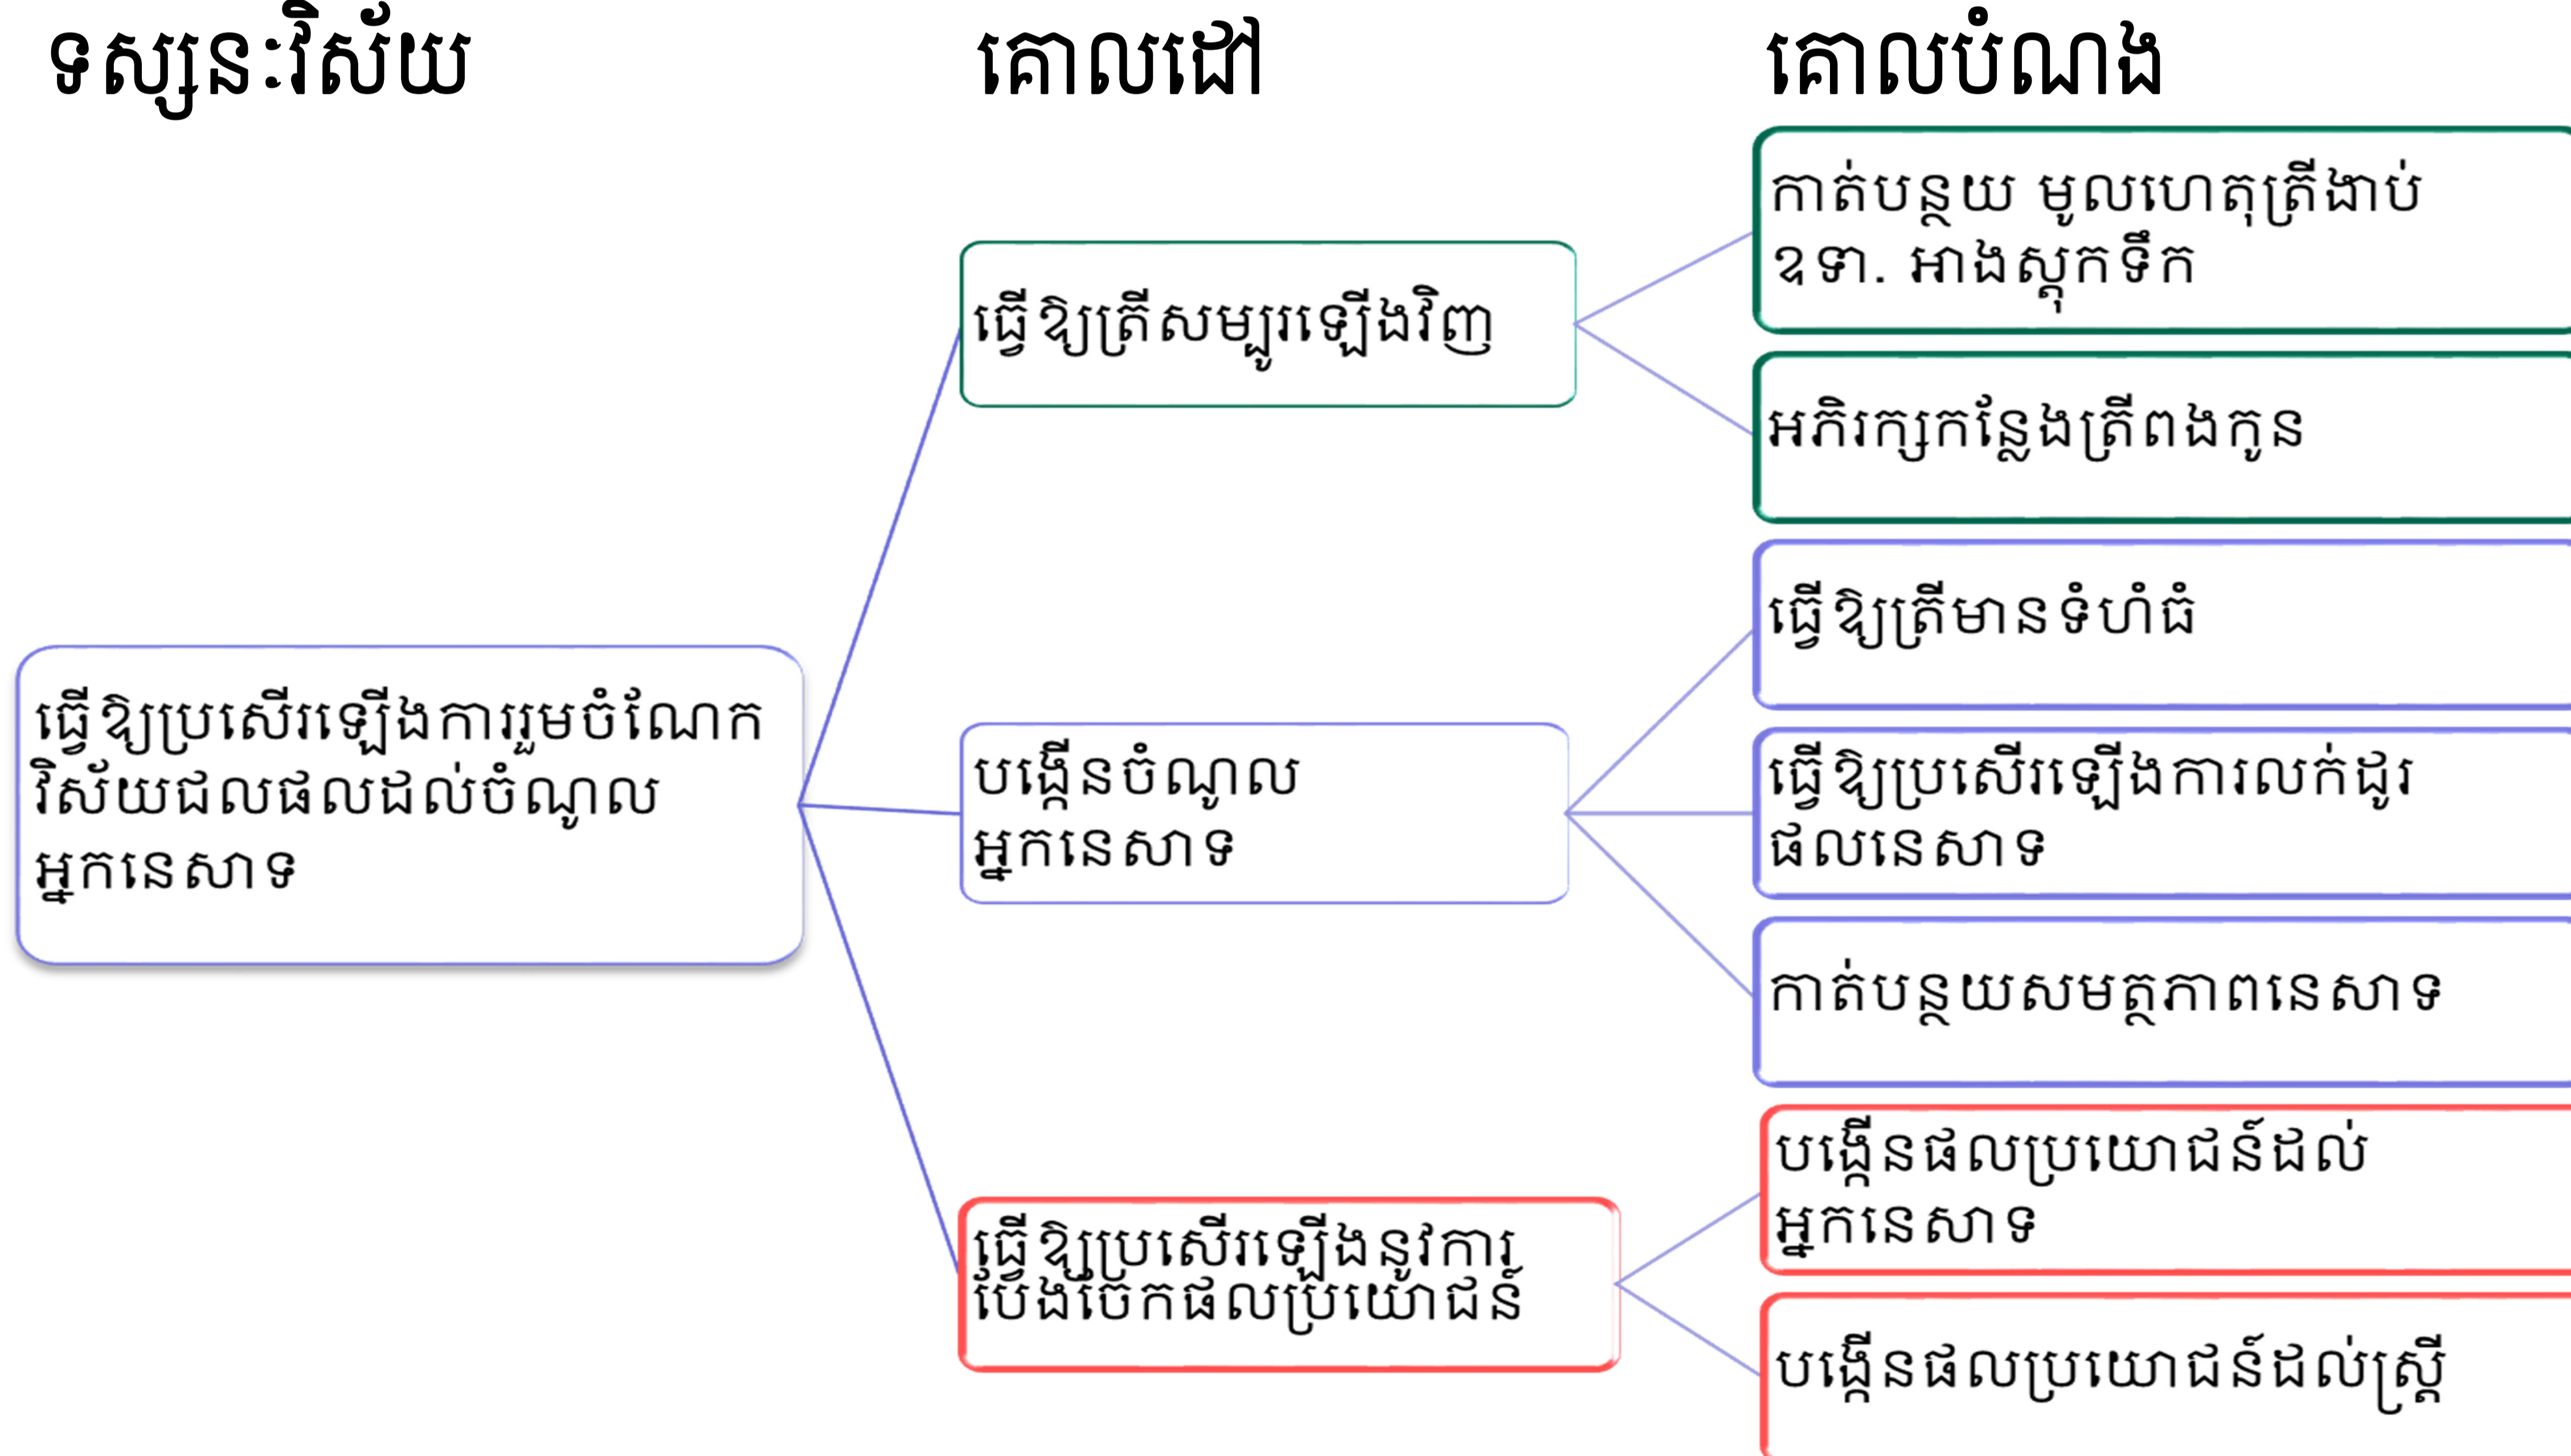 ទស្សនៈវិស័យ
គោលដៅ
គោលបំណង
ធ្វើឱ្យប្រសើរឡើងការរួមចំណែក
វិស័យជលផលដល់ចំណូល
អ្នកនេសាទ
ធ្វើឱ្យត្រីសម្បូរឡើងវិញ
បង្កើនចំណូល
អ្នកនេសាទ
ធ្វើឱ្យប្រសើរឡើងនូវការ
បែងចែកផលប្រយោជន៍
កាត់បន្ថយ មូលហេតុត្រីងាប់
ឧទា. អាងស្តុកទឹក
អភិរក្សកន្លែងត្រីពងកូន
ធ្វើឱ្យត្រីមានទំហំធំ
ធ្វើឱ្យប្រសើរឡើងការលក់ដូរ
ផលនេសាទ
កាត់បន្ថយសមត្ថភាពនេសាទ
បង្កើនផលប្រយោជន៍ដល់
អ្នកនេសាទ
បង្កើនផលប្រយោជន៍ដល់ស្ត្រី